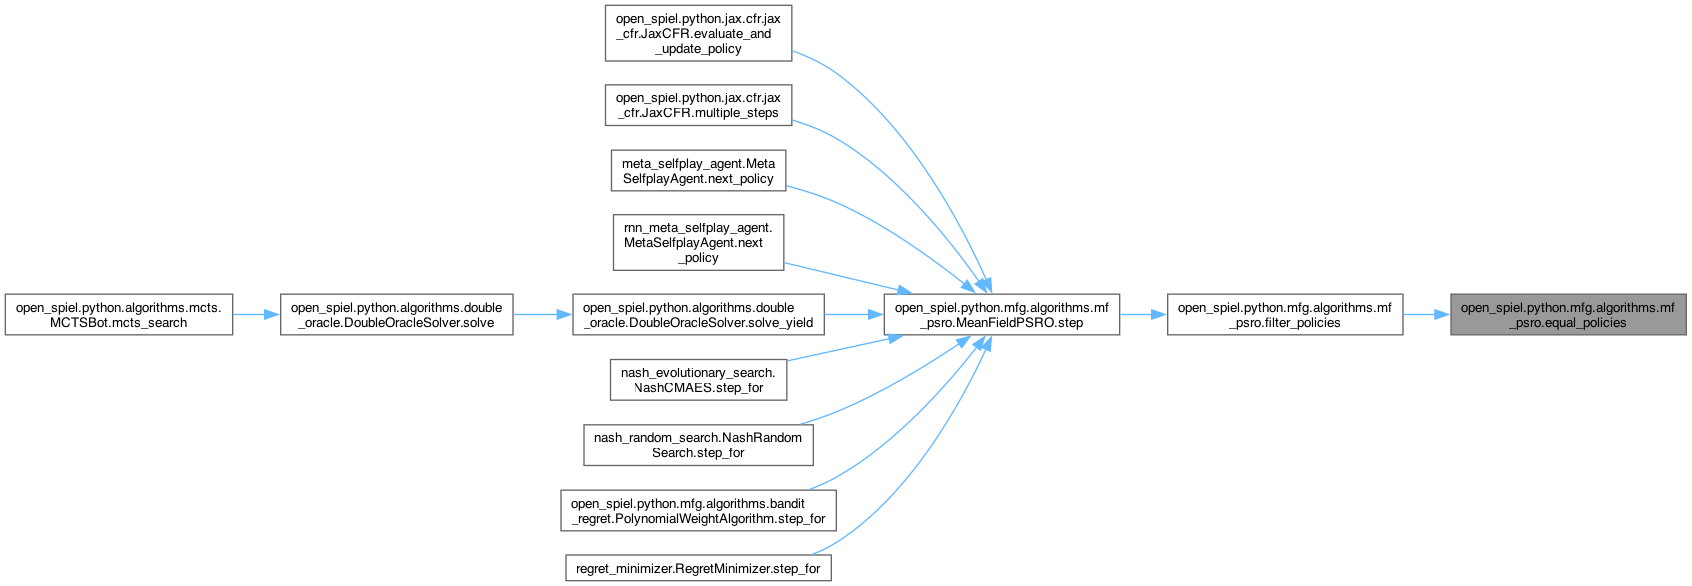 open_spiel.python.jax.cfr.jax
_cfr.JaxCFR.evaluate_and
_update_policy
open_spiel.python.jax.cfr.jax
_cfr.JaxCFR.multiple_steps
meta_selfplay_agent.Meta
SelfplayAgent.next_policy
rnn_meta_selfplay_agent.
MetaSelfplayAgent.next
_policy
open_spiel.python.algorithms.mcts.
MCTSBot.mcts_search
open_spiel.python.algorithms.double
_oracle.DoubleOracleSolver.solve
open_spiel.python.algorithms.double
_oracle.DoubleOracleSolver.solve_yield
open_spiel.python.mfg.algorithms.mf
_psro.MeanFieldPSRO.step
open_spiel.python.mfg.algorithms.mf
_psro.filter_policies
open_spiel.python.mfg.algorithms.mf
_psro.equal_policies
nash_evolutionary_search.
NashCMAES.step_for
nash_random_search.NashRandom
Search.step_for
open_spiel.python.mfg.algorithms.bandit
_regret.PolynomialWeightAlgorithm.step_for
regret_minimizer.RegretMinimizer.step_for